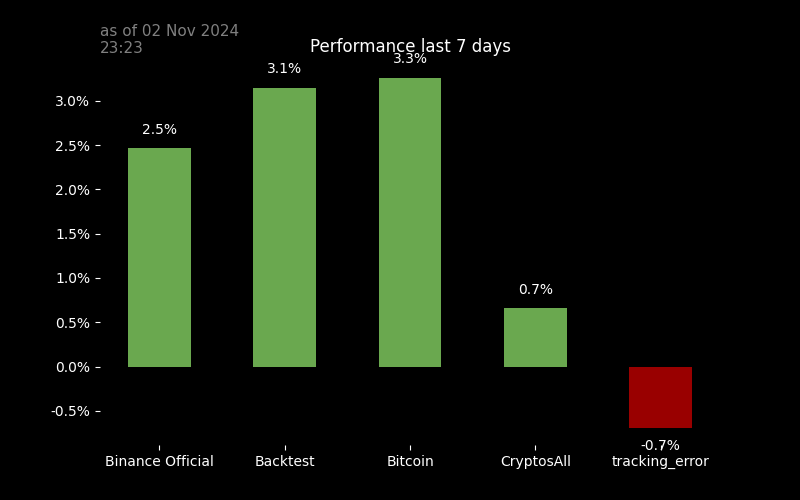 as of 02 Nov 2024
23:23
Performance last 7 days
3.3%
3.1%
3.0%
2.5%
2.5%
2.0%
1.5%
1.0%
0.7%
0.5%
0.0%
-0.5%
-0.7%
Binance Official
Backtest
Bitcoin
CryptosAll
tracking_error